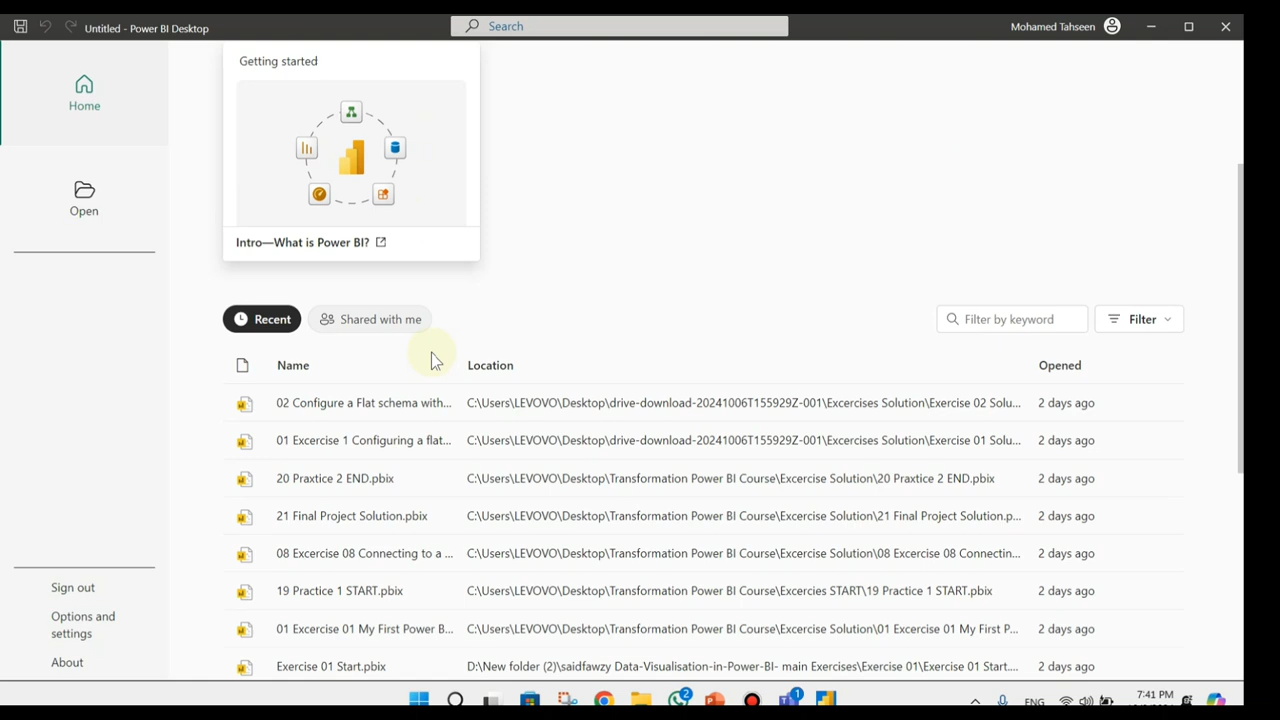 Untitled - Power BI Desktop
Search
Mohamed Tahseen
Home
Open
Getting started
Intro—What is Power BI?
Recent
Shared with me
Filter by keyword
Filter
Name Location Opened
02 Configure a Flat schema with... C:\Users\LEVOVO\Desktop\drive-download-20241006T155929Z-001\Excercises Solution\Exercise 02 Solu... 2 days ago
01 Excercise 1 Configuring a flat... C:\Users\LEVOVO\Desktop\drive-download-20241006T155929Z-001\Excercises Solution\Exercise 01 Solu... 2 days ago
20 Praxtice 2 END.pbix C:\Users\LEVOVO\Desktop\Transformation Power BI Course\Excercise Solution\20 Praxtice 2 END.pbix 2 days ago
21 Final Project Solution.pbix C:\Users\LEVOVO\Desktop\Transformation Power BI Course\Excercise Solution\21 Final Project Solution.p... 2 days ago
08 Excercise 08 Connecting to a ... C:\Users\LEVOVO\Desktop\Transformation Power BI Course\Excercise Solution\08 Excercise 08 Connectin... 2 days ago
19 Practice 1 START.pbix C:\Users\LEVOVO\Desktop\Transformation Power BI Course\Excercies START\19 Practice 1 START.pbix 2 days ago
01 Excercise 01 My First Power B... C:\Users\LEVOVO\Desktop\Transformation Power BI Course\Excercise Solution\01 Excercise 01 My First P... 2 days ago
Exercise 01 Start.pbix D:\New folder (2)\saidfawzy Data-Visualisation-in-Power-BI- main Exercises\Exercise 01\Exercise 01 Start.... 2 days ago
Sign out
Options and
settings
About
2
1
ENG
7:41 PM